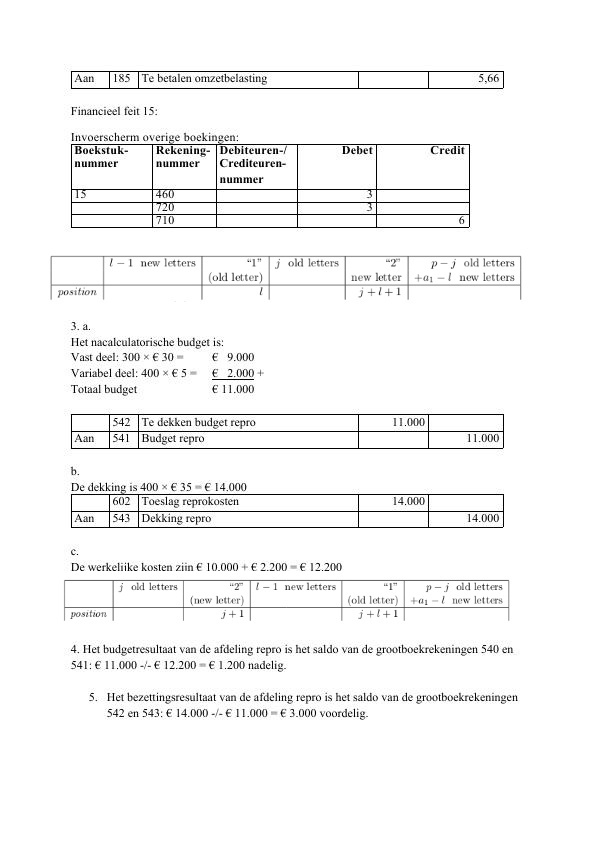 Aan 185 Te betalen omzetbelasting 5,66
Financieel feit 15:
Invoerscherm overige boekingen:
Boekstuk-nummer Rekening-nummer Debiteuren-/Crediteuren-nummer Debet Credit
15 460 3
720 3
710 6
l − 1 new letters "1" j old letters "2" p − j old letters
(old letter) new letter +a₁ − l new letters
position l j + l + 1
3. a.
Het nacalculatorische budget is:
Vast deel: 300 × € 30 = € 9.000
Variabel deel: 400 × € 5 = € 2.000 +
Totaal budget € 11.000
542 Te dekken budget repro 11.000
Aan 541 Budget repro 11.000
b.
De dekking is 400 × € 35 = € 14.000
602 Toeslag reprokosten 14.000
Aan 543 Dekking repro 14.000
c.
De werkelijke kosten zijn € 10.000 + € 2.200 = € 12.200
j old letters "2" l − 1 new letters "1" p − j old letters
(new letter) (old letter) +a₁ − l new letters
position j + 1 j + l + 1
4. Het budgetresultaat van de afdeling repro is het saldo van de grootboekrekeningen 540 en
541: € 11.000 -/- € 12.200 = € 1.200 nadelig.
5. Het bezettingsresultaat van de afdeling repro is het saldo van de grootboekrekeningen
542 en 543: € 14.000 -/- € 11.000 = € 3.000 voordelig.